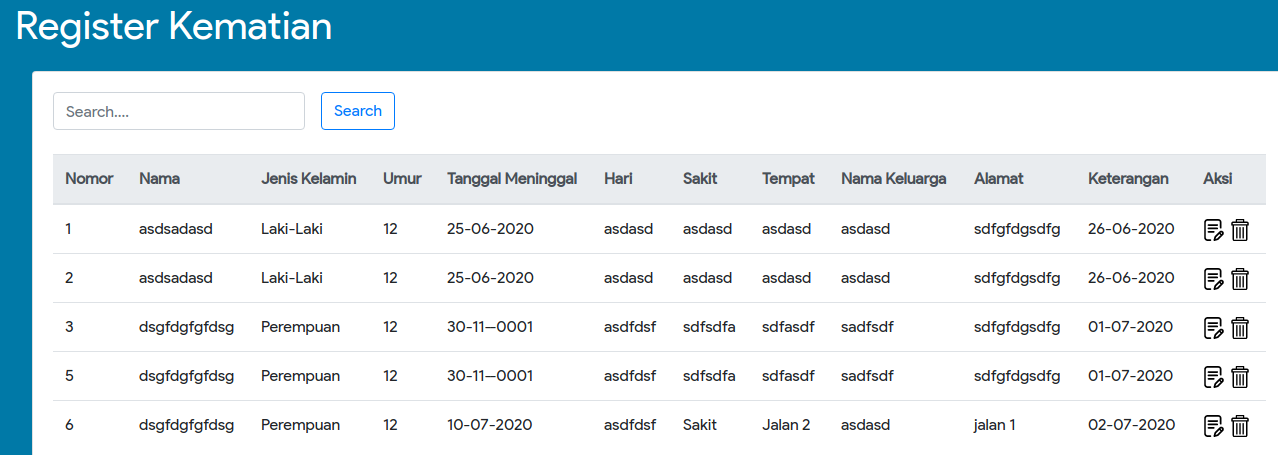 Register Kematian
Search....
Search
Nomor Nama Jenis Kelamin Umur Tanggal Meninggal Hari Sakit Tempat Nama Keluarga Alamat Keterangan Aksi
1 asdsadasd Laki-Laki 12 25-06-2020 asdasd asdasd asdasd asdasd sdfgfdgsdfg 26-06-2020
2 asdsadasd Laki-Laki 12 25-06-2020 asdasd asdasd asdasd asdasd sdfgfdgsdfg 26-06-2020
3 dsgfdgfgfdsg Perempuan 12 30-11--0001 asdfdsf sdfsdfa sdfasdf sadfsdf sdfgfdgsdfg 01-07-2020
5 dsgfdgfgfdsg Perempuan 12 30-11--0001 asdfdsf sdfsdfa sdfasdf sadfsdf sdfgfdgsdfg 01-07-2020
6 dsgfdgfgfdsg Perempuan 12 10-07-2020 asdfdsf Sakit Jalan 2 asdasd jalan 1 02-07-2020